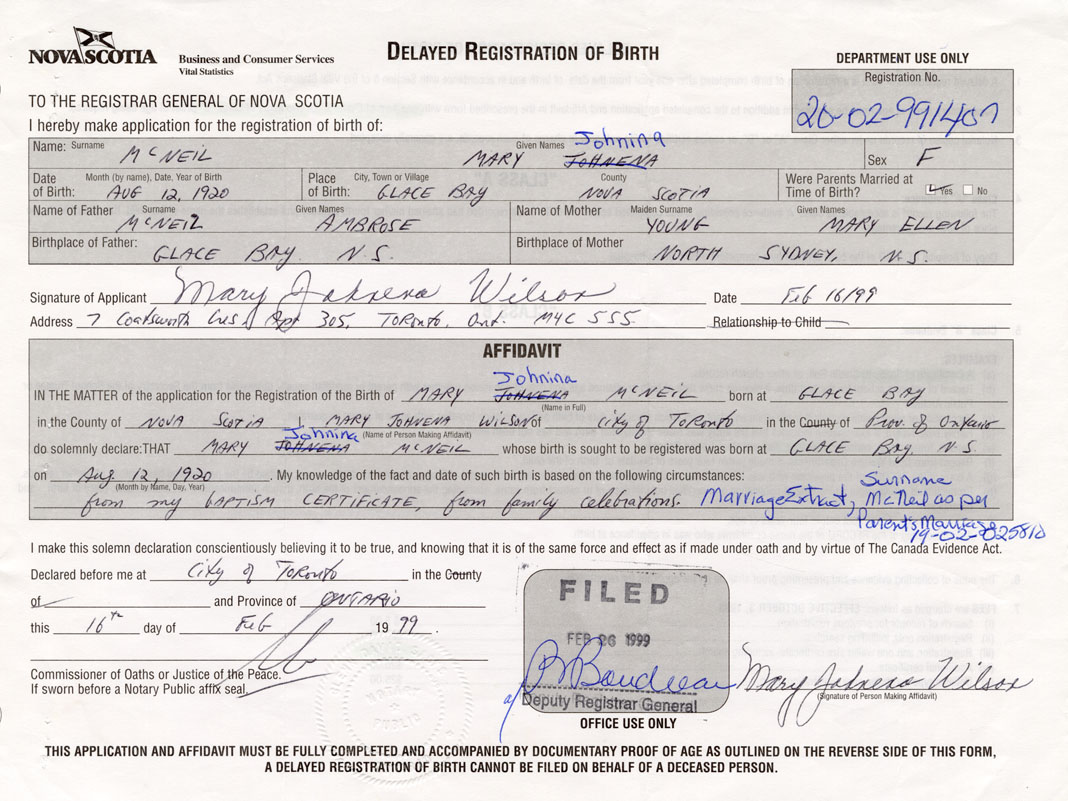 NOVA SCOTIA
Business and Consumer Services
Vital Statistics
DELAYED REGISTRATION OF BIRTH
DEPARTMENT USE ONLY
Registration No.
20-02-991407
TO THE REGISTRAR GENERAL OF NOVA SCOTIA
I hereby make application for the registration of birth of:
Johnina
Name: Surname McNEIL Given Names MARY JOHNENA Sex F
Date of Birth: Month (by name), Date, Year of Birth AUG 12, 1920 Place of Birth: City, Town or Village GLACE BAY County NOVA SCOTIA Were Parents Married at Time of Birth? Yes No
Name of Father Surname McNEIL Given Names AMBROSE Name of Mother Maiden Surname YOUNG Given Names MARY ELLEN
Birthplace of Father: GLACE BAY N.S. Birthplace of Mother NORTH SYDNEY, N.S.
Signature of Applicant Mary Johnena Wilson Date Feb 16/99
Address 7 Coatsworth Cres, Apt 305, TORONTO, Ont. M4C 5S5. Relationship to Child
AFFIDAVIT
Johnina
IN THE MATTER of the application for the Registration of the Birth of MARY JOHNENA McNEIL born at GLACE BAY
(Name in Full)
in the County of NOVA SCOTIA I, MARY JOHNENA WILSON of City of TORONTO in the County of Prov. of Ontario
Johnina (Name of Person Making Affidavit)
do solemnly declare: THAT MARY JOHNENA McNEIL whose birth is sought to be registered was born at GLACE BAY, N.S
on Aug. 12, 1920. My knowledge of the fact and date of such birth is based on the following circumstances:
(Month by Name, Day, Year)
from my BAPTISM CERTIFICATE, from family celebrations. Marriage Extract, Surname McNeil as per Parent's Marriage
19-02-025810
I make this solemn declaration conscientiously believing it to be true, and knowing that it is of the same force and effect as if made under oath and by virtue of The Canada Evidence Act.
Declared before me at City of TORONTO in the County
of and Province of ONTARIO
this 16th day of Feb 1999.
Commissioner of Oaths or Justice of the Peace.
If sworn before a Notary Public affix seal.
FILED
FEB 26 1999
B Boudreau
Deputy Registrar General
OFFICE USE ONLY
Mary Johnena Wilson
(Signature of Person Making Affidavit)
THIS APPLICATION AND AFFIDAVIT MUST BE FULLY COMPLETED AND ACCOMPANIED BY DOCUMENTARY PROOF OF AGE AS OUTLINED ON THE REVERSE SIDE OF THIS FORM,
A DELAYED REGISTRATION OF BIRTH CANNOT BE FILED ON BEHALF OF A DECEASED PERSON.